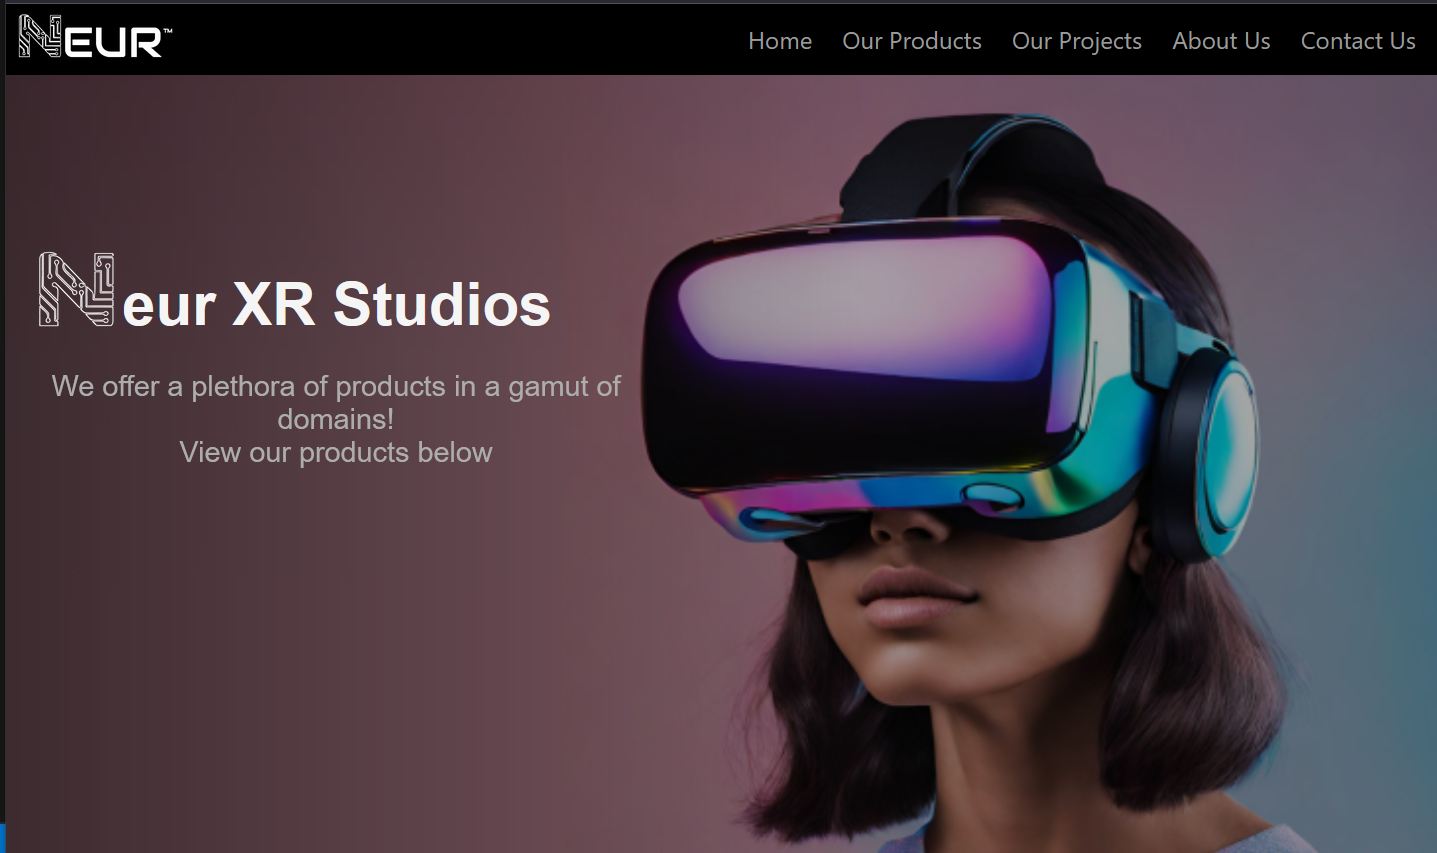 NEUR™
Home Our Products Our Projects About Us Contact Us
Neur XR Studios
We offer a plethora of products in a gamut of
domains!
View our products below